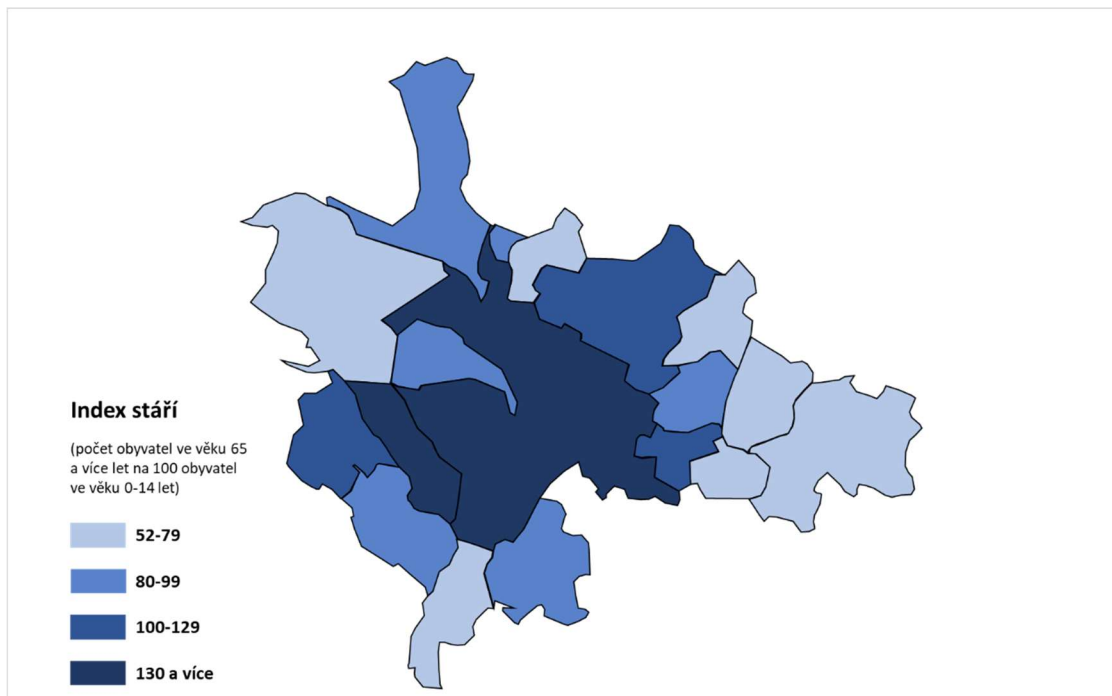 Index stáří
(počet obyvatel ve věku 65
a více let na 100 obyvatel
ve věku 0-14 let)
52-79
80-99
100-129
130 a více